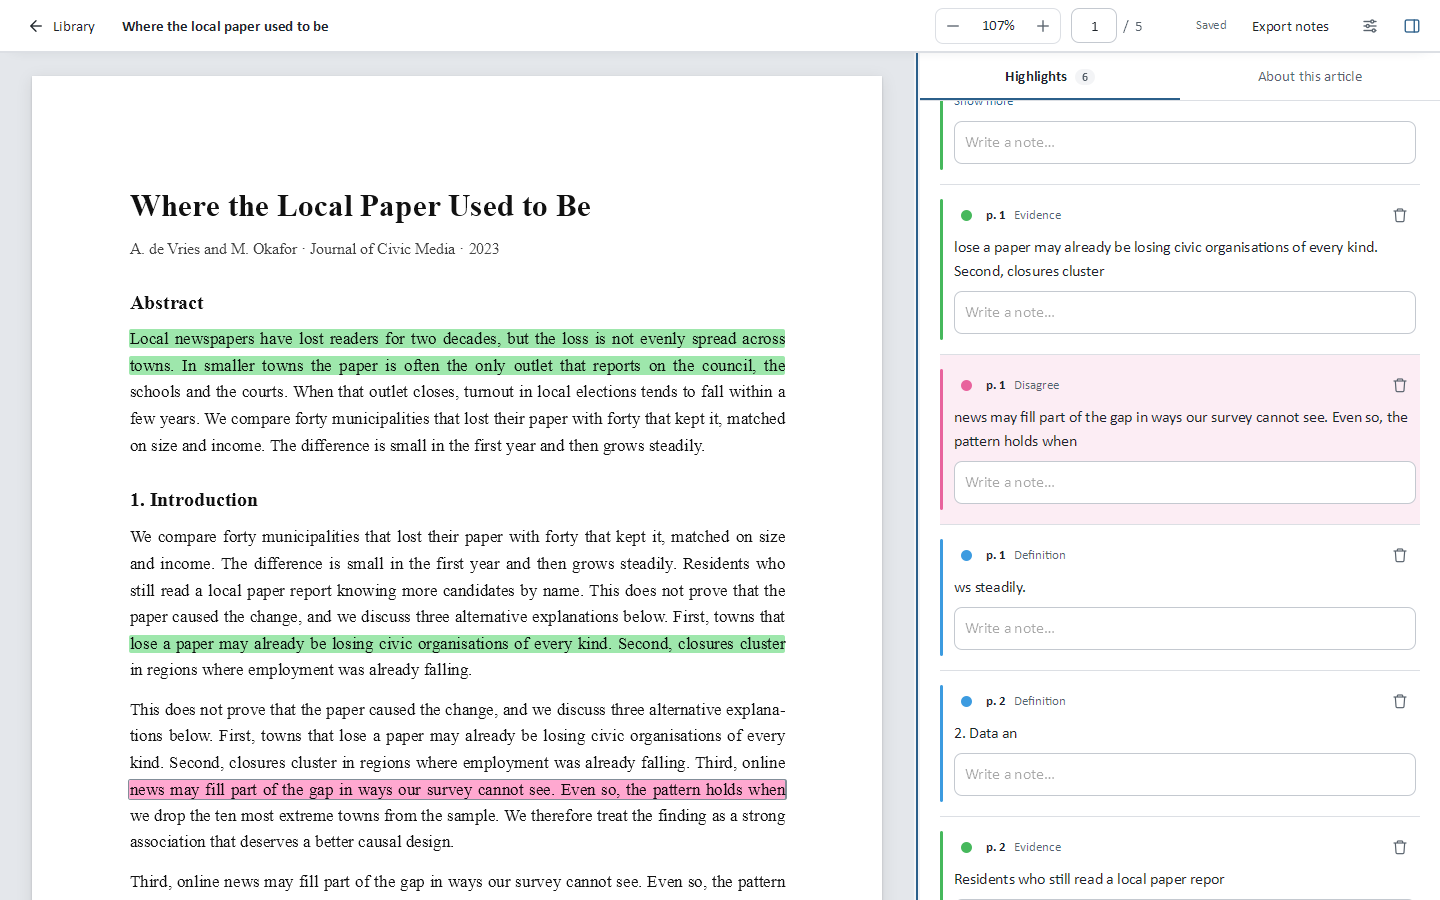 Library
Where the local paper used to be
107%
1 / 5
Saved
Export notes
Where the Local Paper Used to Be
A. de Vries and M. Okafor · Journal of Civic Media · 2023
Abstract
Local newspapers have lost readers for two decades, but the loss is not evenly spread across
towns. In smaller towns the paper is often the only outlet that reports on the council, the
schools and the courts. When that outlet closes, turnout in local elections tends to fall within a
few years. We compare forty municipalities that lost their paper with forty that kept it, matched
on size and income. The difference is small in the first year and then grows steadily.
1. Introduction
We compare forty municipalities that lost their paper with forty that kept it, matched on size
and income. The difference is small in the first year and then grows steadily. Residents who
still read a local paper report knowing more candidates by name. This does not prove that the
paper caused the change, and we discuss three alternative explanations below. First, towns that
lose a paper may already be losing civic organisations of every kind. Second, closures cluster
in regions where employment was already falling.
This does not prove that the paper caused the change, and we discuss three alternative explana-
tions below. First, towns that lose a paper may already be losing civic organisations of every
kind. Second, closures cluster in regions where employment was already falling. Third, online
news may fill part of the gap in ways our survey cannot see. Even so, the pattern holds when
we drop the ten most extreme towns from the sample. We therefore treat the finding as a strong
association that deserves a better causal design.
Third, online news may fill part of the gap in ways our survey cannot see. Even so, the pattern
Highlights 6
About this article
Show more
Write a note...
p. 1 Evidence
lose a paper may already be losing civic organisations of every kind.
Second, closures cluster
Write a note...
p. 1 Disagree
news may fill part of the gap in ways our survey cannot see. Even so, the
pattern holds when
Write a note...
p. 1 Definition
ws steadily.
Write a note...
p. 2 Definition
2. Data an
Write a note...
p. 2 Evidence
Residents who still read a local paper repor